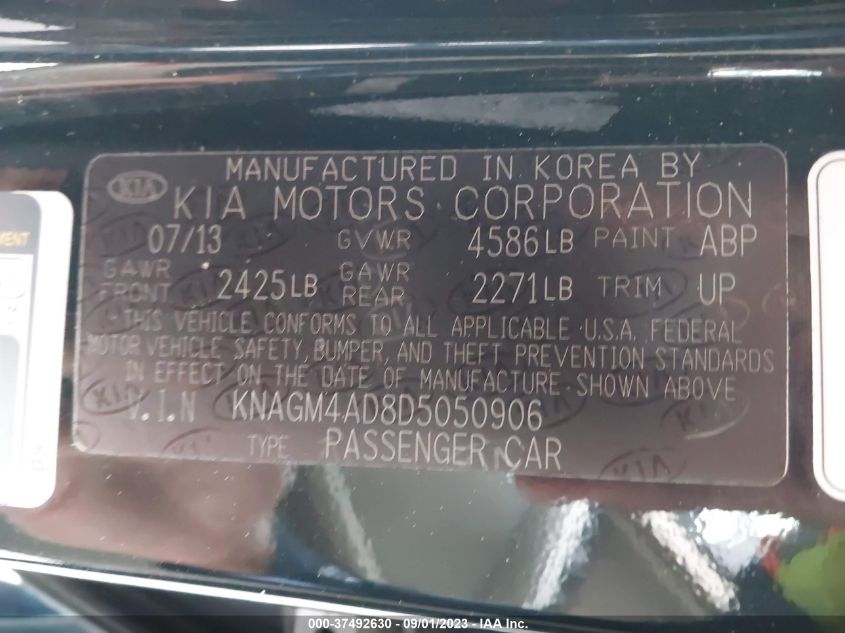 MANUFACTURED IN KOREA BY
KIA KIA MOTORS CORPORATION
07/13 GVWR 4586LB PAINT ABP
GAWR FRONT 2425LB GAWR REAR 2271LB TRIM UP
THIS VEHICLE CONFORMS TO ALL APPLICABLE U.S.A. FEDERAL
MOTOR VEHICLE SAFETY, BUMPER, AND THEFT PREVENTION STANDARDS
IN EFFECT ON THE DATE OF MANUFACTURE SHOWN ABOVE
V.I.N KNAGM4AD8D5050906
TYPE PASSENGER CAR
000-37492630 - 09/01/2023 - IAA Inc.